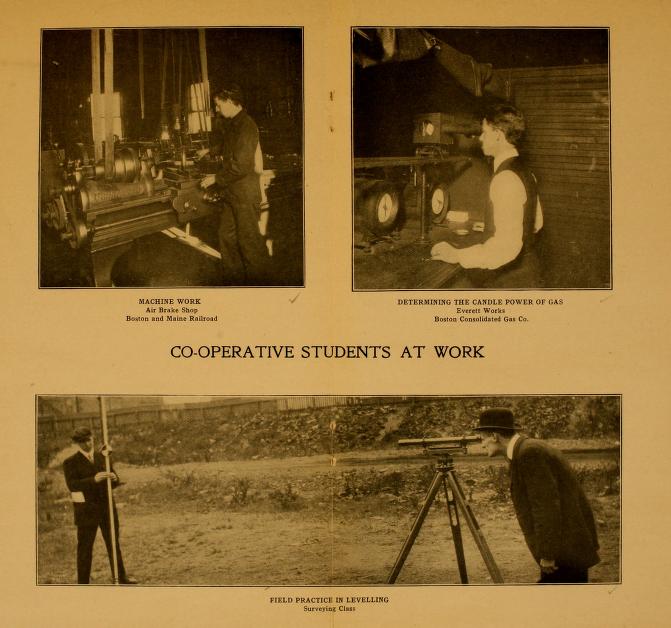 MACHINE WORK
Air Brake Shop
Boston and Maine Railroad
DETERMINING THE CANDLE POWER OF GAS
Everett Works
Boston Consolidated Gas Co.
CO-OPERATIVE STUDENTS AT WORK
FIELD PRACTICE IN LEVELLING
Surveying Class